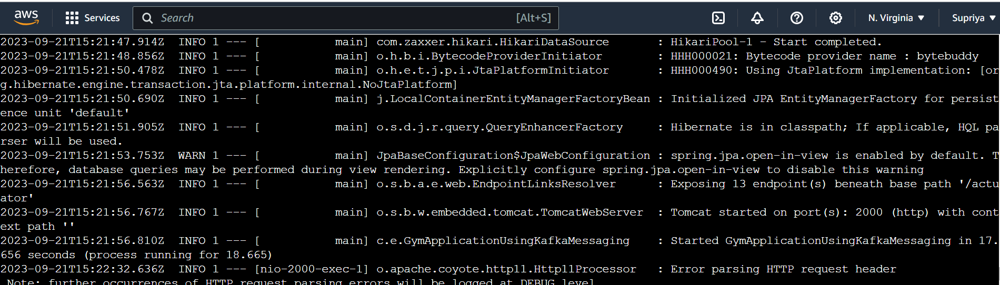 aws Services Search [Alt+S] N. Virginia Supriya
2023-09-21T15:21:47.914Z  INFO 1 --- [           main] com.zaxxer.hikari.HikariDataSource       : HikariPool-1 - Start completed.
2023-09-21T15:21:48.856Z  INFO 1 --- [           main] o.h.b.i.BytecodeProviderInitiator        : HHH000021: Bytecode provider name : bytebuddy
2023-09-21T15:21:50.478Z  INFO 1 --- [           main] o.h.e.t.j.p.i.JtaPlatformInitiator       : HHH000490: Using JtaPlatform implementation: [or
g.hibernate.engine.transaction.jta.platform.internal.NoJtaPlatform]
2023-09-21T15:21:50.690Z  INFO 1 --- [           main] j.LocalContainerEntityManagerFactoryBean : Initialized JPA EntityManagerFactory for persist
ence unit 'default'
2023-09-21T15:21:51.905Z  INFO 1 --- [           main] o.s.d.j.r.query.QueryEnhancerFactory     : Hibernate is in classpath; If applicable, HQL pa
rser will be used.
2023-09-21T15:21:53.753Z  WARN 1 --- [           main] JpaBaseConfiguration$JpaWebConfiguration : spring.jpa.open-in-view is enabled by default. T
herefore, database queries may be performed during view rendering. Explicitly configure spring.jpa.open-in-view to disable this warning
2023-09-21T15:21:56.563Z  INFO 1 --- [           main] o.s.b.a.e.web.EndpointLinksResolver      : Exposing 13 endpoint(s) beneath base path '/actu
ator'
2023-09-21T15:21:56.767Z  INFO 1 --- [           main] o.s.b.w.embedded.tomcat.TomcatWebServer  : Tomcat started on port(s): 2000 (http) with cont
ext path ''
2023-09-21T15:21:56.810Z  INFO 1 --- [           main] c.e.GymApplicationUsingKafkaMessaging    : Started GymApplicationUsingKafkaMessaging in 17.
656 seconds (process running for 18.665)
2023-09-21T15:22:32.636Z  INFO 1 --- [nio-2000-exec-1] o.apache.coyote.http11.Http11Processor   : Error parsing HTTP request header
 Note: further occurrences of HTTP request parsing errors will be logged at DEBUG level